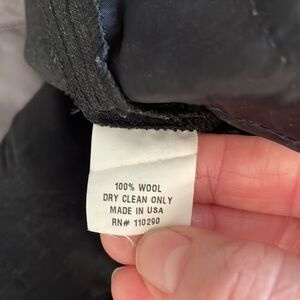 100% WOOL
DRY CLEAN ONLY
MADE IN USA
RN# 110290